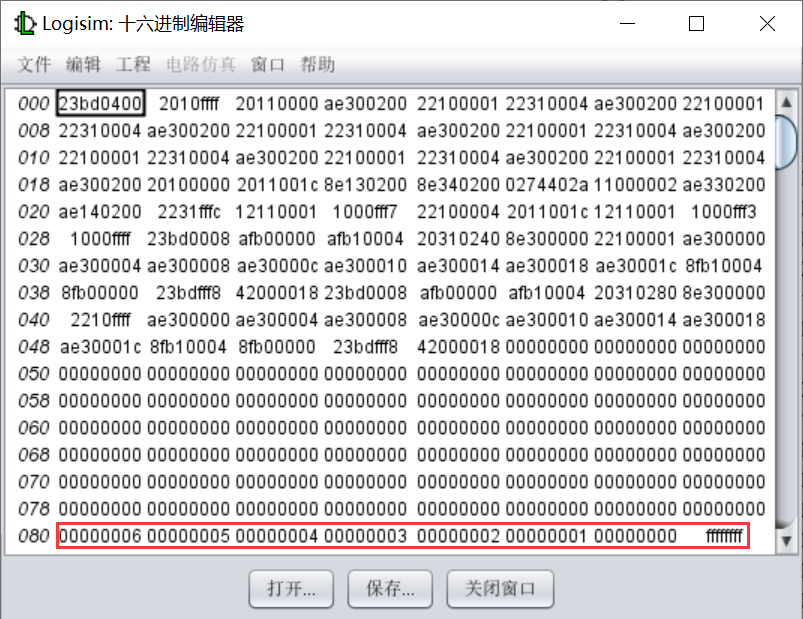 Logisim: 十六进制编辑器
文件 编辑 工程 电路仿真 窗口 帮助
000 23bd0400 2010ffff 20110000 ae300200 22100001 22310004 ae300200 22100001
008 22310004 ae300200 22100001 22310004 ae300200 22100001 22310004 ae300200
010 22100001 22310004 ae300200 22100001 22310004 ae300200 22100001 22310004
018 ae300200 20100000 2011001c 8e130200 8e340200 0274402a 11000002 ae330200
020 ae140200 2231fffc 12110001 1000fff7 22100004 2011001c 12110001 1000fff3
028 1000ffff 23bd0008 afb00000 afb10004 20310240 8e300000 22100001 ae300000
030 ae300004 ae300008 ae30000c ae300010 ae300014 ae300018 ae30001c 8fb10004
038 8fb00000 23bdfff8 42000018 23bd0008 afb00000 afb10004 20310280 8e300000
040 2210ffff ae300000 ae300004 ae300008 ae30000c ae300010 ae300014 ae300018
048 ae30001c 8fb10004 8fb00000 23bdfff8 42000018 00000000 00000000 00000000
050 00000000 00000000 00000000 00000000 00000000 00000000 00000000 00000000
058 00000000 00000000 00000000 00000000 00000000 00000000 00000000 00000000
060 00000000 00000000 00000000 00000000 00000000 00000000 00000000 00000000
068 00000000 00000000 00000000 00000000 00000000 00000000 00000000 00000000
070 00000000 00000000 00000000 00000000 00000000 00000000 00000000 00000000
078 00000000 00000000 00000000 00000000 00000000 00000000 00000000 00000000
080 00000006 00000005 00000004 00000003 00000002 00000001 00000000 ffffffff
打开... 保存... 关闭窗口